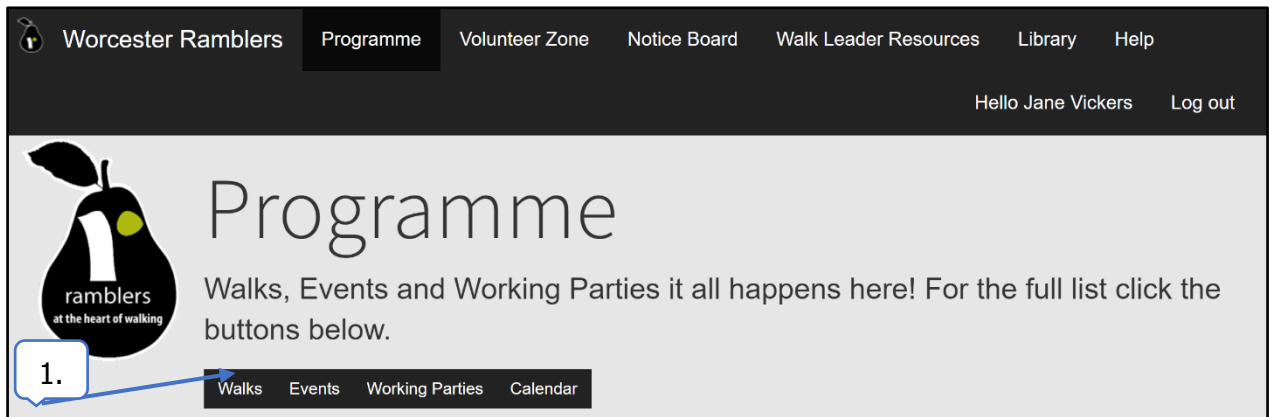 Worcester Ramblers Programme Volunteer Zone Notice Board Walk Leader Resources Library Help
Hello Jane Vickers Log out
Programme
Walks, Events and Working Parties it all happens here! For the full list click the
buttons below.
ramblers
at the heart of walking
1.
Walks Events Working Parties Calendar